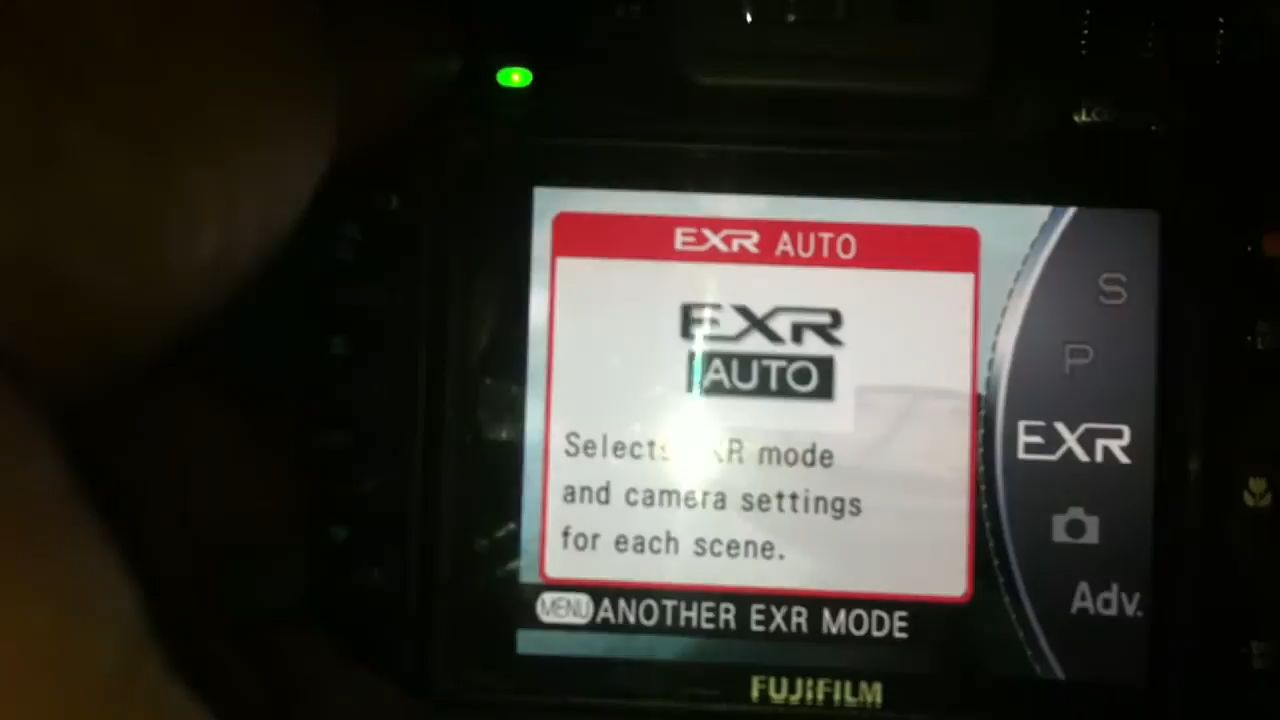 EXR AUTO
EXR
AUTO
Selects EXR mode
and camera settings
for each scene.
MENU ANOTHER EXR MODE
S
P
EXR
Adv.
FUJIFILM